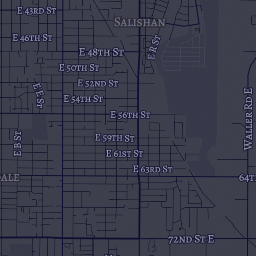 E 43rd St
Salishan
E 46th St
E 48th St
E R St
E 50th St
E 52nd St
E E St
E 54th St
Waller Rd E
E 56th St
E B St
E 59th St
E 61st St
E 63rd St
ALE
64T
72nd St E